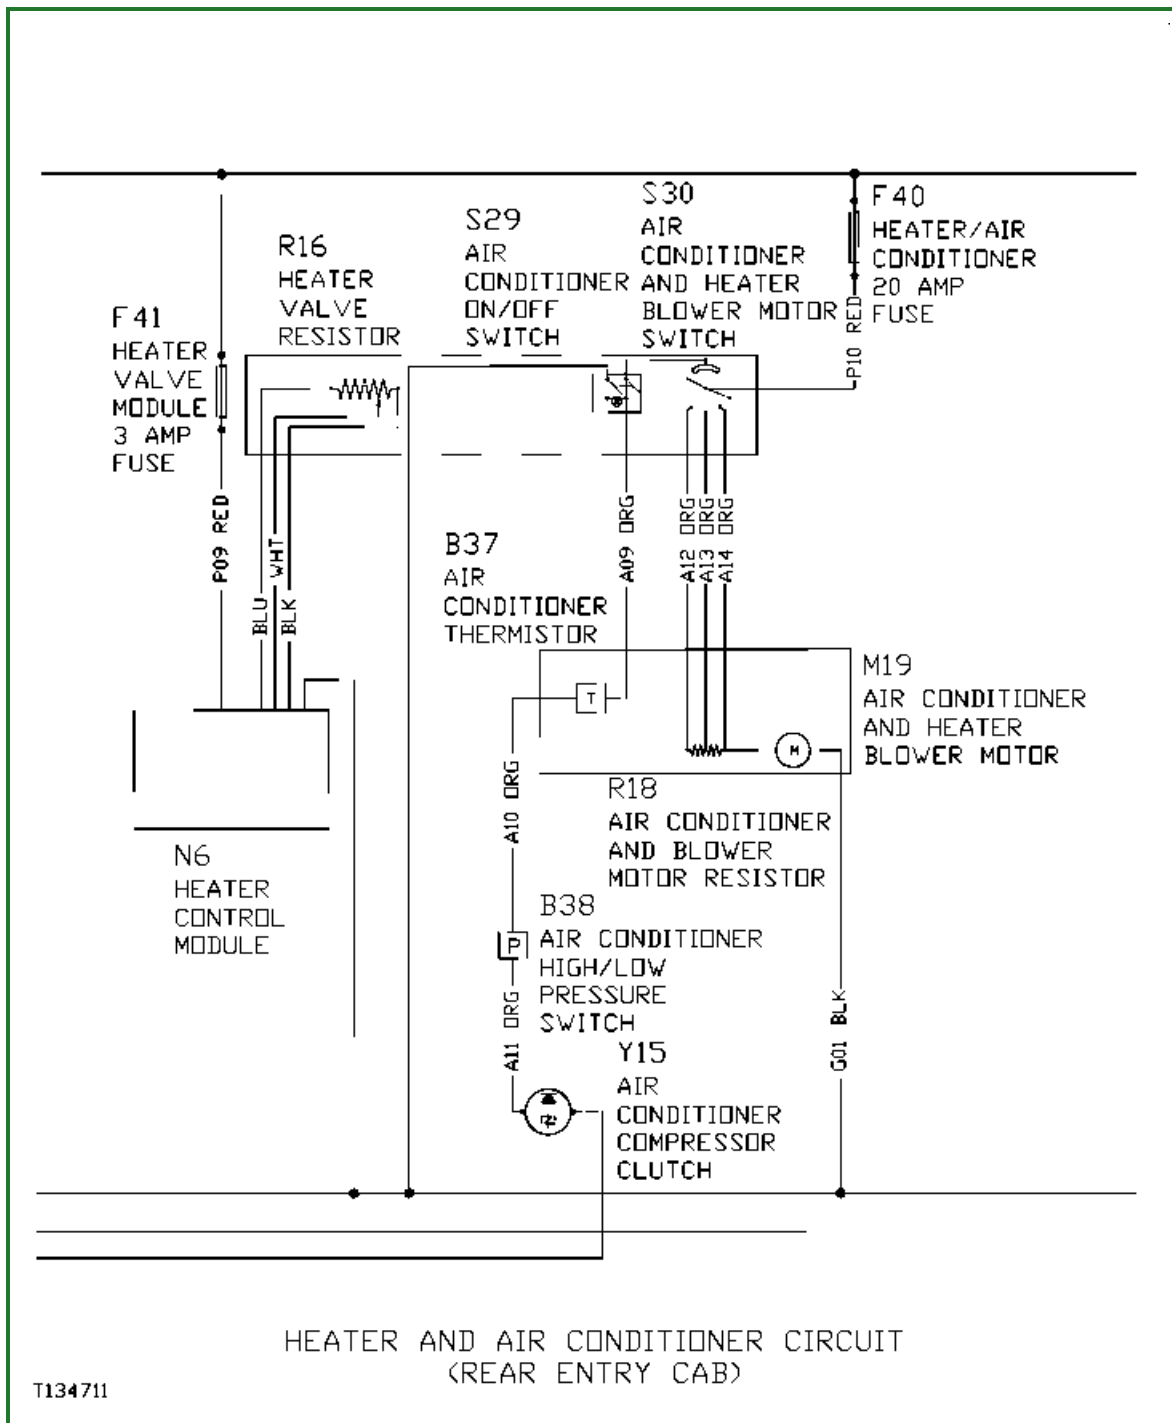 S30
AIR
CONDITIONER
AND HEATER
BLOWER MOTOR
SWITCH
F40
HEATER/AIR
CONDITIONER
20 AMP
FUSE
S29
AIR
CONDITIONER
ON/OFF
SWITCH
R16
HEATER
VALVE
RESISTOR
F41
HEATER
VALVE
MODULE
3 AMP
FUSE
P10 RED
P09 RED
BLU
WHT
BLK
A09 ORG
A12 ORG
A13 ORG
A14 ORG
B37
AIR
CONDITIONER
THERMISTOR
T
M19
AIR CONDITIONER
AND HEATER
BLOWER MOTOR
M
A10 ORG
R18
AIR CONDITIONER
AND BLOWER
MOTOR RESISTOR
N6
HEATER
CONTROL
MODULE
B38
AIR CONDITIONER
HIGH/LOW
PRESSURE
SWITCH
P
A11 ORG
G01 BLK
Y15
AIR
CONDITIONER
COMPRESSOR
CLUTCH
HEATER AND AIR CONDITIONER CIRCUIT
(REAR ENTRY CAB)
T134711